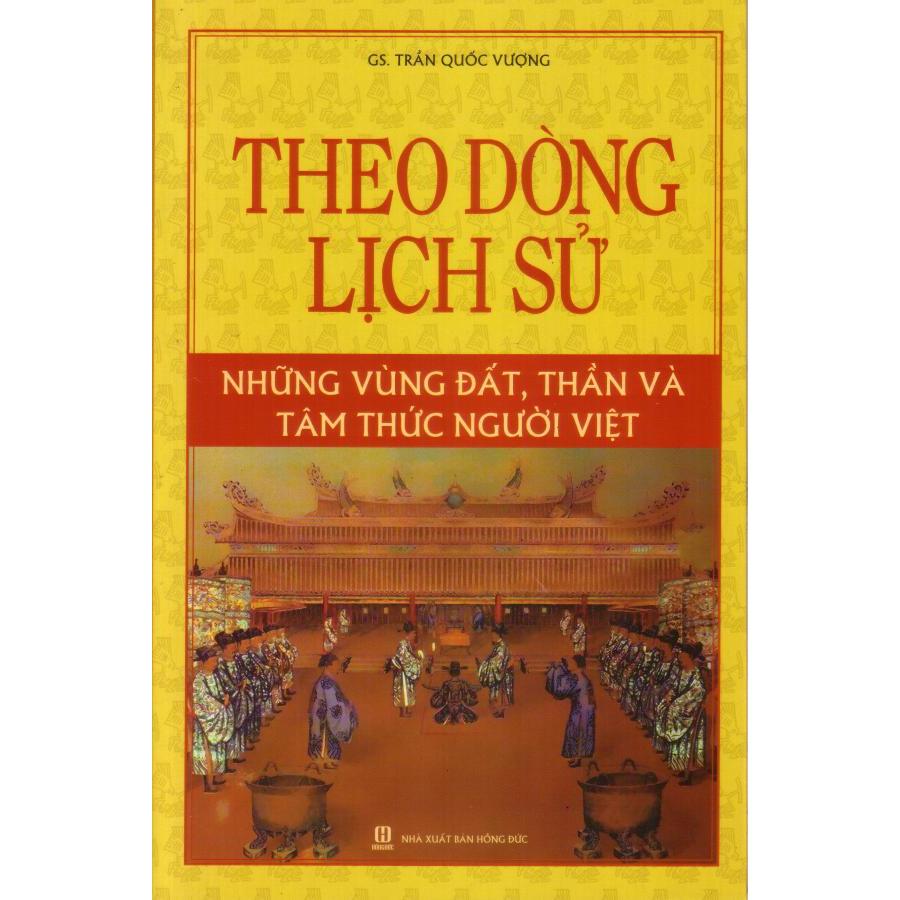 GS. TRẦN QUỐC VƯỢNG
THEO DÒNG
LỊCH SỬ
NHỮNG VÙNG ĐẤT, THẦN VÀ
TÂM THỨC NGƯỜI VIỆT
NHÀ XUẤT BẢN HỒNG ĐỨC